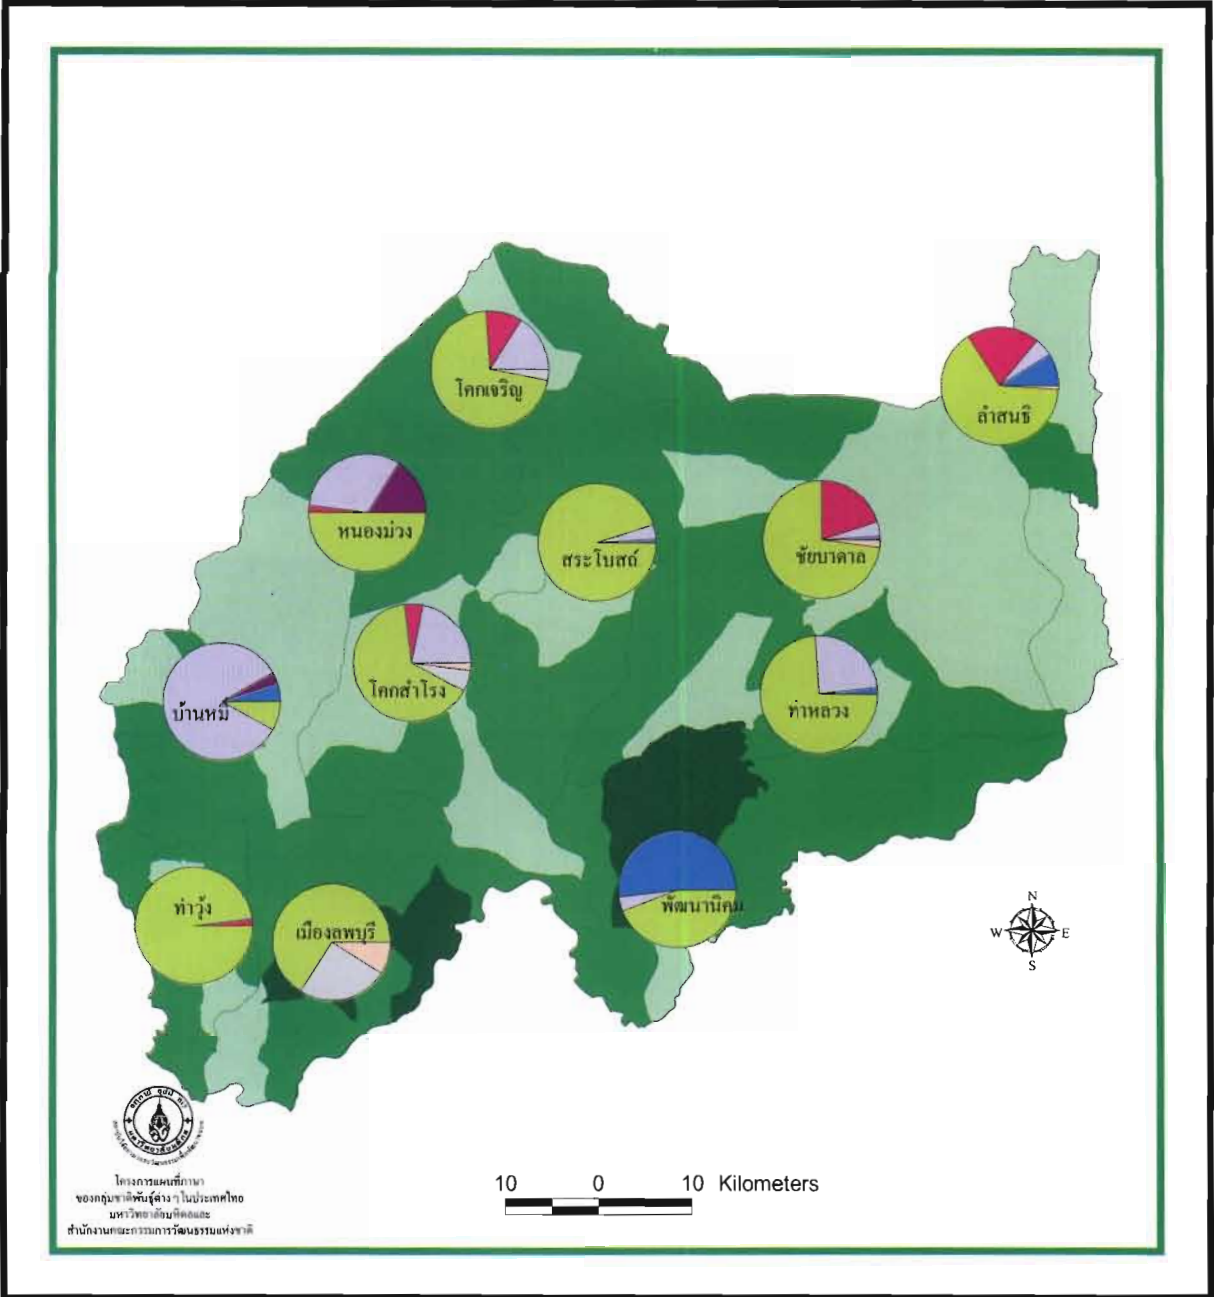 โคกเจริญ
ลำสนธิ
หนองม่วง
สระโบสถ์
ชัยบาดาล
โคกสำโรง
บ้านหมี่
ท่าหลวง
ท่าวุ้ง
เมืองลพบุรี
พัฒนานิคม
N
W E
S
โครงการแผนที่ภาษา
ของกลุ่มชาติพันธุ์ต่าง ๆ ในประเทศไทย
มหาวิทยาลัยมหิดลและ
สำนักงานคณะกรรมการวัฒนธรรมแห่งชาติ
10 0 10 Kilometers